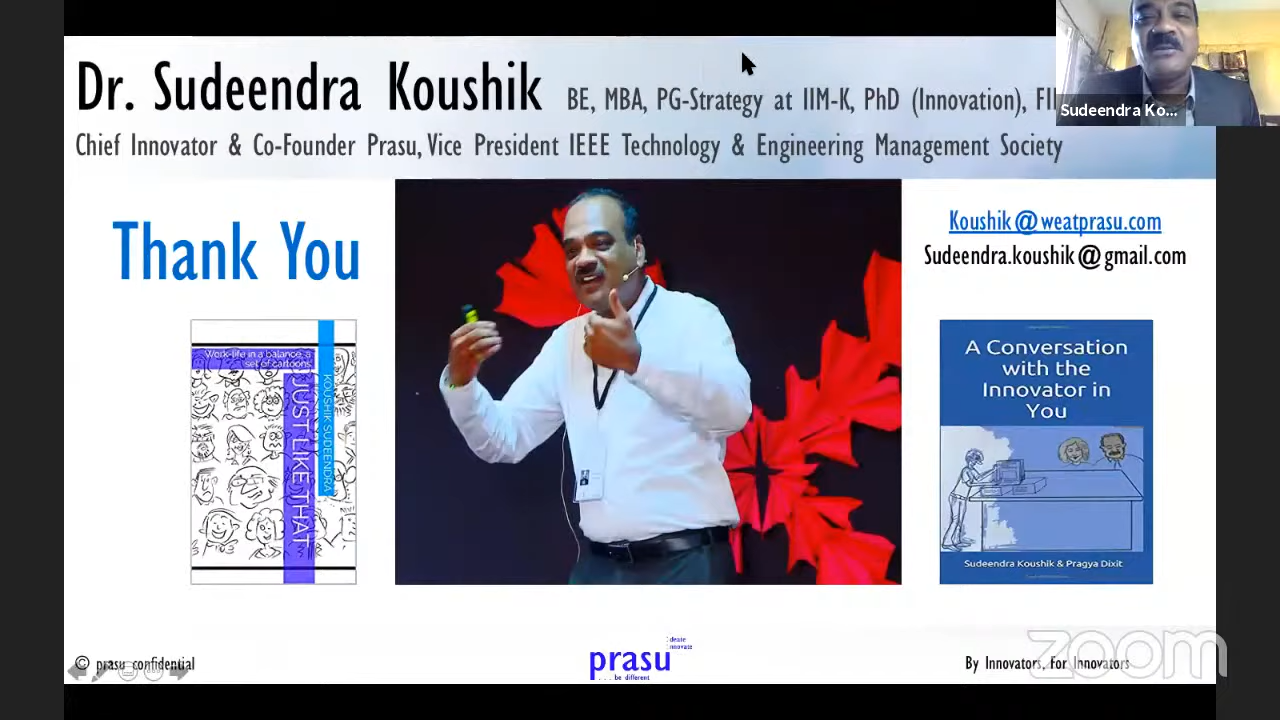 Dr. Sudeendra Koushik BE, MBA, PG-Strategy at IIM-K, PhD (Innovation),
Sudeendra Ko...
Chief Innovator & Co-Founder Prasu, Vice President IEEE Technology & Engineering Management Society
Thank You
Koushik@weatprasu.com
Sudeendra.koushik@gmail.com
Work-life in a balance, a
set of cartoons
JUST LIKE THAT
KOUSHIK SUDEENDRA
A Conversation
with the
Innovator in
You
Sudeendra Koushik & Pragya Dixit
© prasu confidential
prasu
... be different
By Innovators, For Innovators
zoom